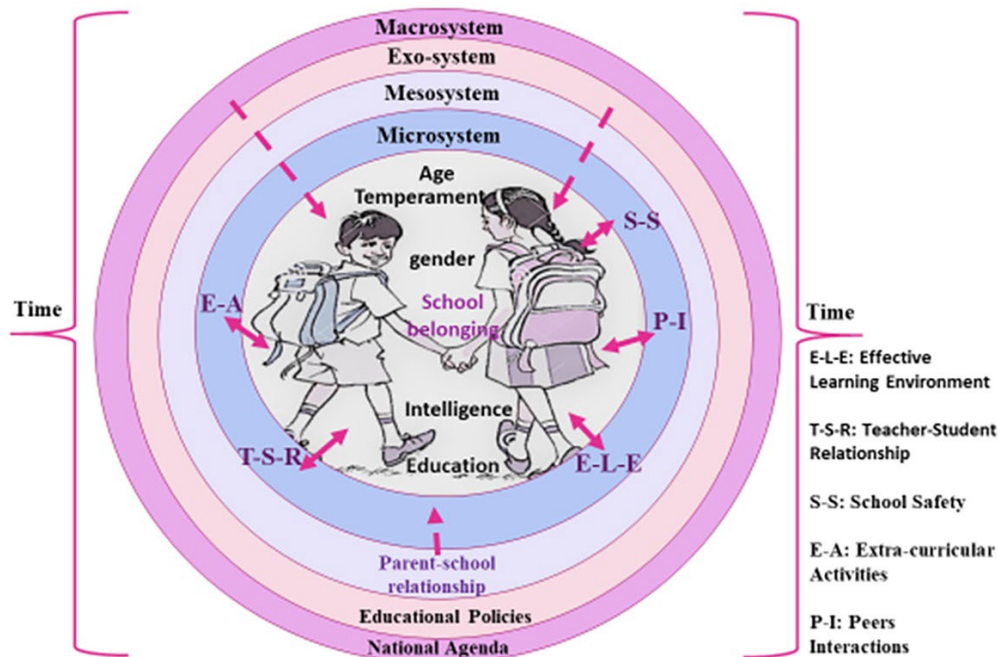 Macrosystem
Exo-system
Mesosystem
Microsystem
Age
Temperament
S-S
gender
E-A
School
belonging
P-I
Time
Time
Intelligence
T-S-R
Education
E-L-E
Parent-school
relationship
Educational Policies
National Agenda
E-L-E: Effective
Learning Environment
T-S-R: Teacher-Student
Relationship
S-S: School Safety
E-A: Extra-curricular
Activities
P-I: Peers
Interactions